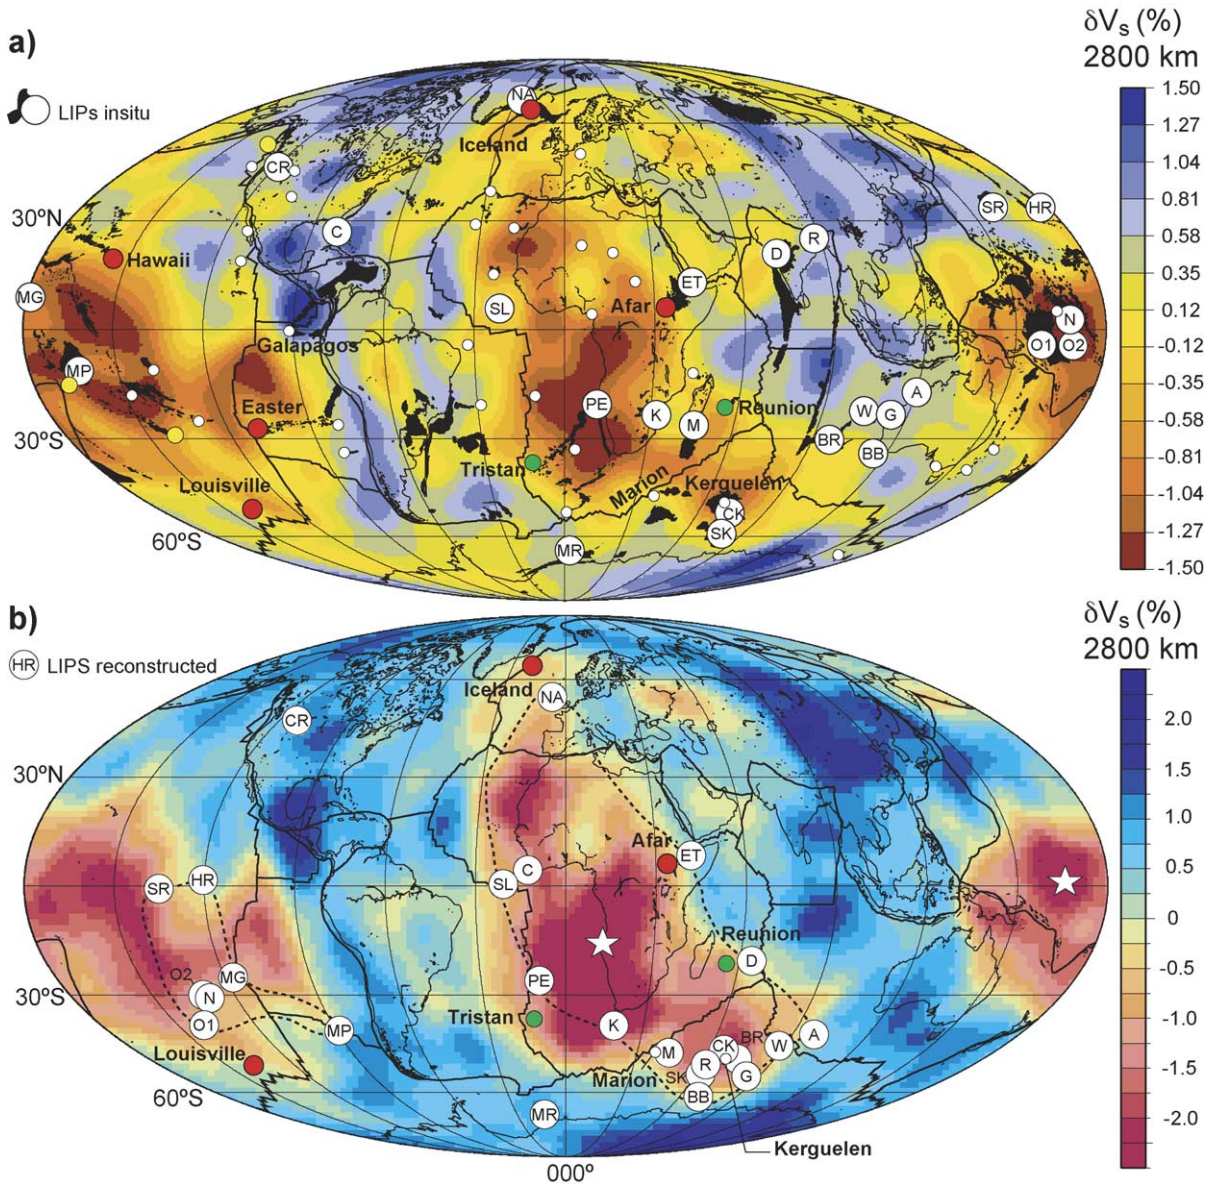 a)
LIPs insitu
δVs (%)
2800 km
1.50
1.27
1.04
0.81
0.58
0.35
0.12
-0.12
-0.35
-0.58
-0.81
-1.04
-1.27
-1.50
NA
Iceland
CR
30ºN
C
SR
HR
R
D
Hawaii
MG
ET
Afar
SL
N
O1
O2
Galapagos
MP
A
PE
K
M
Reunion
W
G
Easter
30ºS
BR
BB
Tristan
Marion
Kerguelen
Louisville
CK
SK
60ºS
MR
b)
HR
LIPS reconstructed
δVs (%)
2800 km
2.0
1.5
1.0
0.5
0
-0.5
-1.0
-1.5
-2.0
Iceland
NA
CR
30ºN
Afar
ET
SR
HR
SL
C
Reunion
D
O2
MG
N
PE
30ºS
O1
MP
Tristan
K
A
Louisville
M
CK
BR
W
Marion
SK
R
G
BB
60ºS
MR
Kerguelen
000º